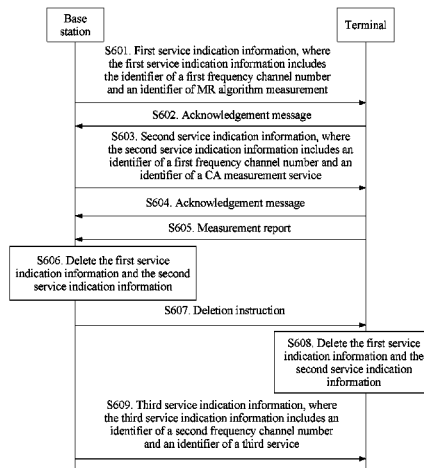 Base
station
Terminal
S601. First service indication information, where
the first service indication information includes
the identifier of a first frequency channel number
and an identifier of MR algorithm measurement
S602. Acknowledgement message
S603. Second service indication information, where
the second service indication information includes an
identifier of a first frequency channel number and an
identifier of a CA measurement service
S604. Acknowledgement message
S605. Measurement report
S606. Delete the first service
indication information and the second
service indication information
S607. Deletion instruction
S608. Delete the first service
indication information and the
second service indication
information
S609. Third service indication information, where
the third service indication information includes an
identifier of a second frequency channel number
and an identifier of a third service